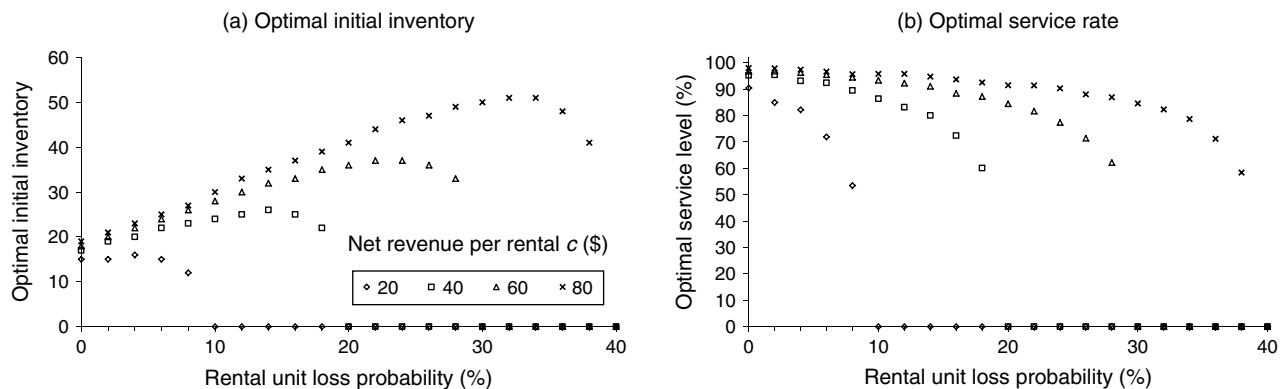 (a) Optimal initial inventory
Optimal initial inventory
60
50
40
30
20
10
0
0 10 20 30 40
Rental unit loss probability (%)
Net revenue per rental c ($)
20 40 60 80
(b) Optimal service rate
Optimal service level (%)
100
90
80
70
60
50
40
30
20
10
0
0 10 20 30 40
Rental unit loss probability (%)